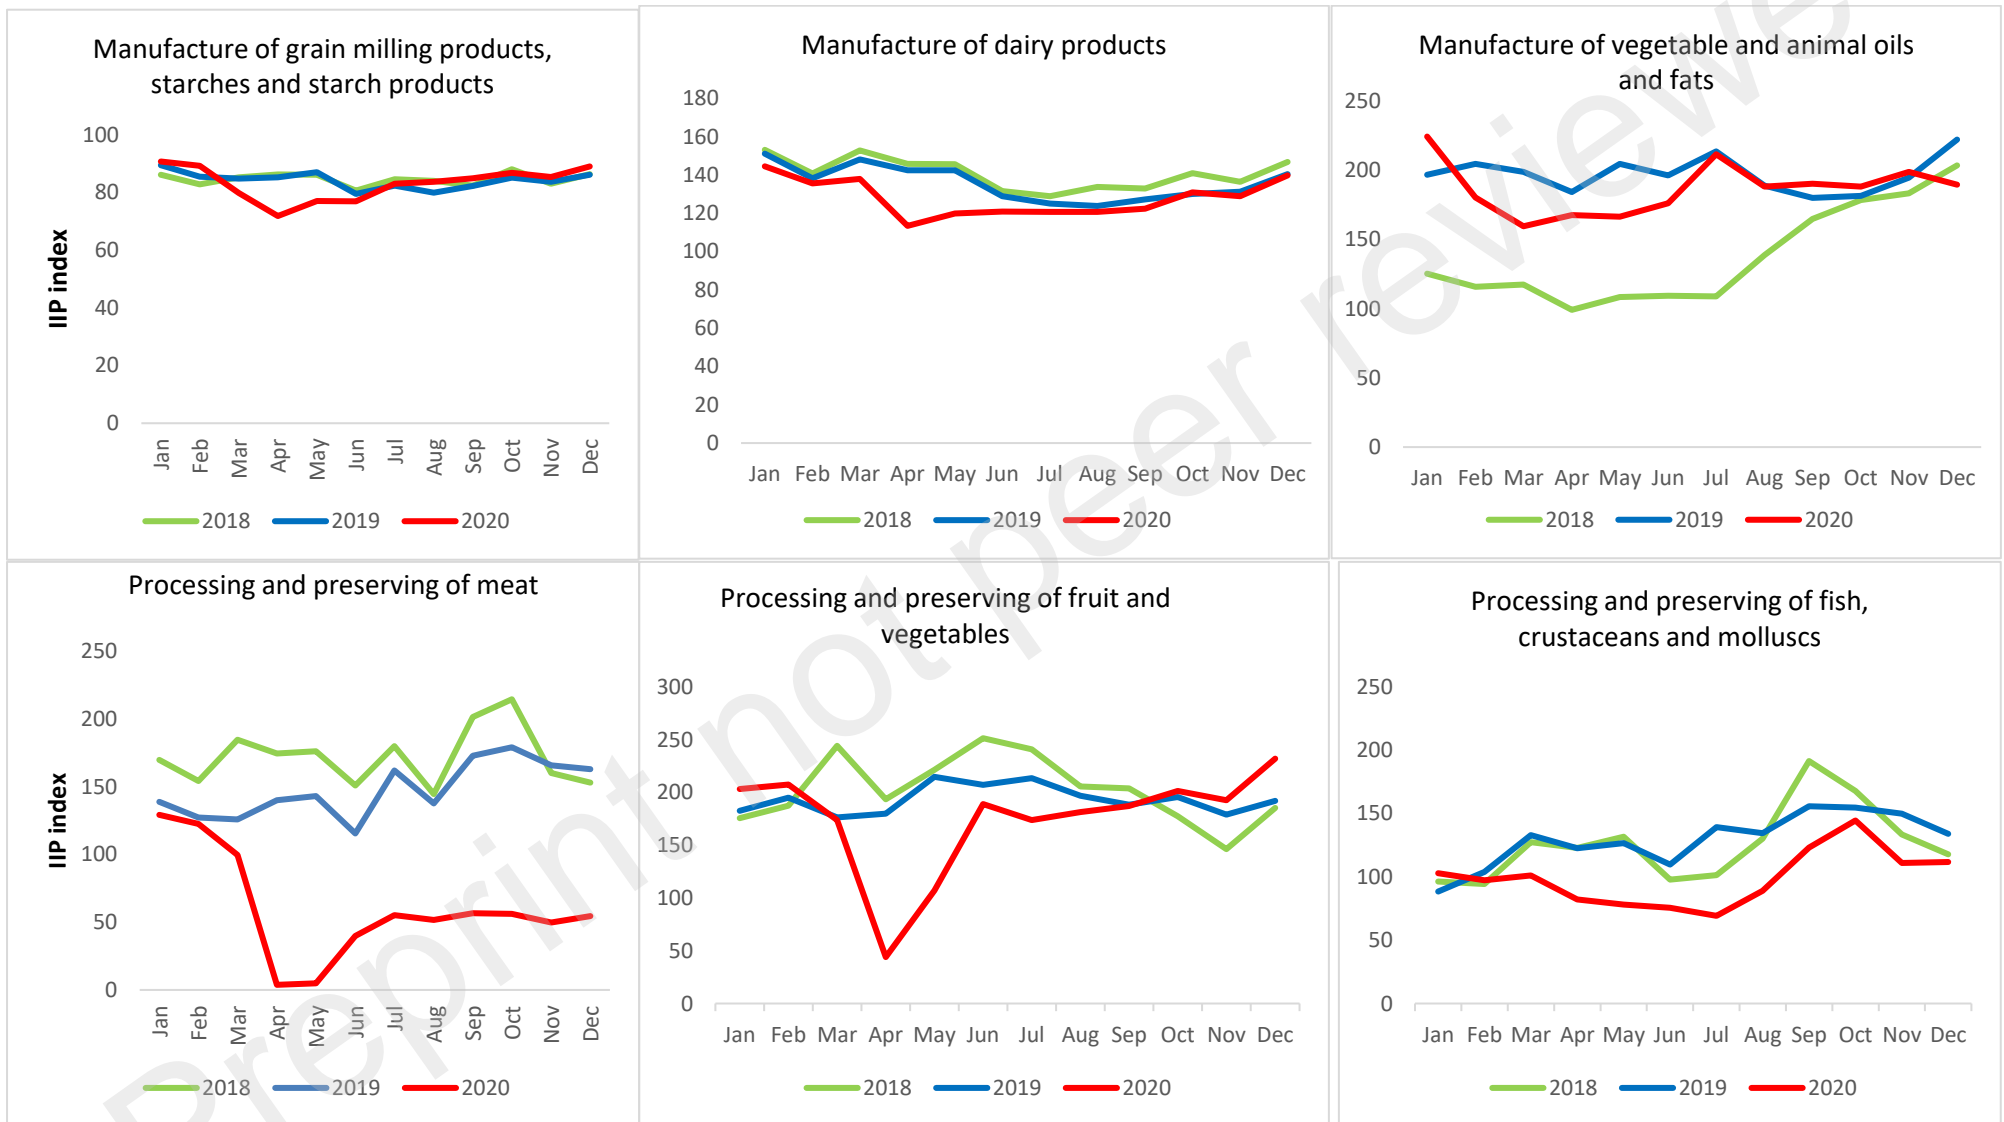 Manufacture of grain milling products,
starches and starch products
IIP index
100
80
60
40
20
0
Jan Feb Mar Apr May Jun Jul Aug Sep Oct Nov Dec
2018 2019 2020
Manufacture of dairy products
180
160
140
120
100
80
60
40
20
0
Jan Feb Mar Apr May Jun Jul Aug Sep Oct Nov Dec
2018 2019 2020
Manufacture of vegetable and animal oils
and fats
250
200
150
100
50
0
Jan Feb Mar Apr May Jun Jul Aug Sep Oct Nov Dec
2018 2019 2020
Processing and preserving of meat
IIP index
250
200
150
100
50
0
Jan Feb Mar Apr May Jun Jul Aug Sep Oct Nov Dec
2018 2019 2020
Processing and preserving of fruit and
vegetables
300
250
200
150
100
50
0
Jan Feb Mar Apr May Jun Jul Aug Sep Oct Nov Dec
2018 2019 2020
Processing and preserving of fish,
crustaceans and molluscs
250
200
150
100
50
0
Jan Feb Mar Apr May Jun Jul Aug Sep Oct Nov Dec
2018 2019 2020
Preprint not peer reviewe